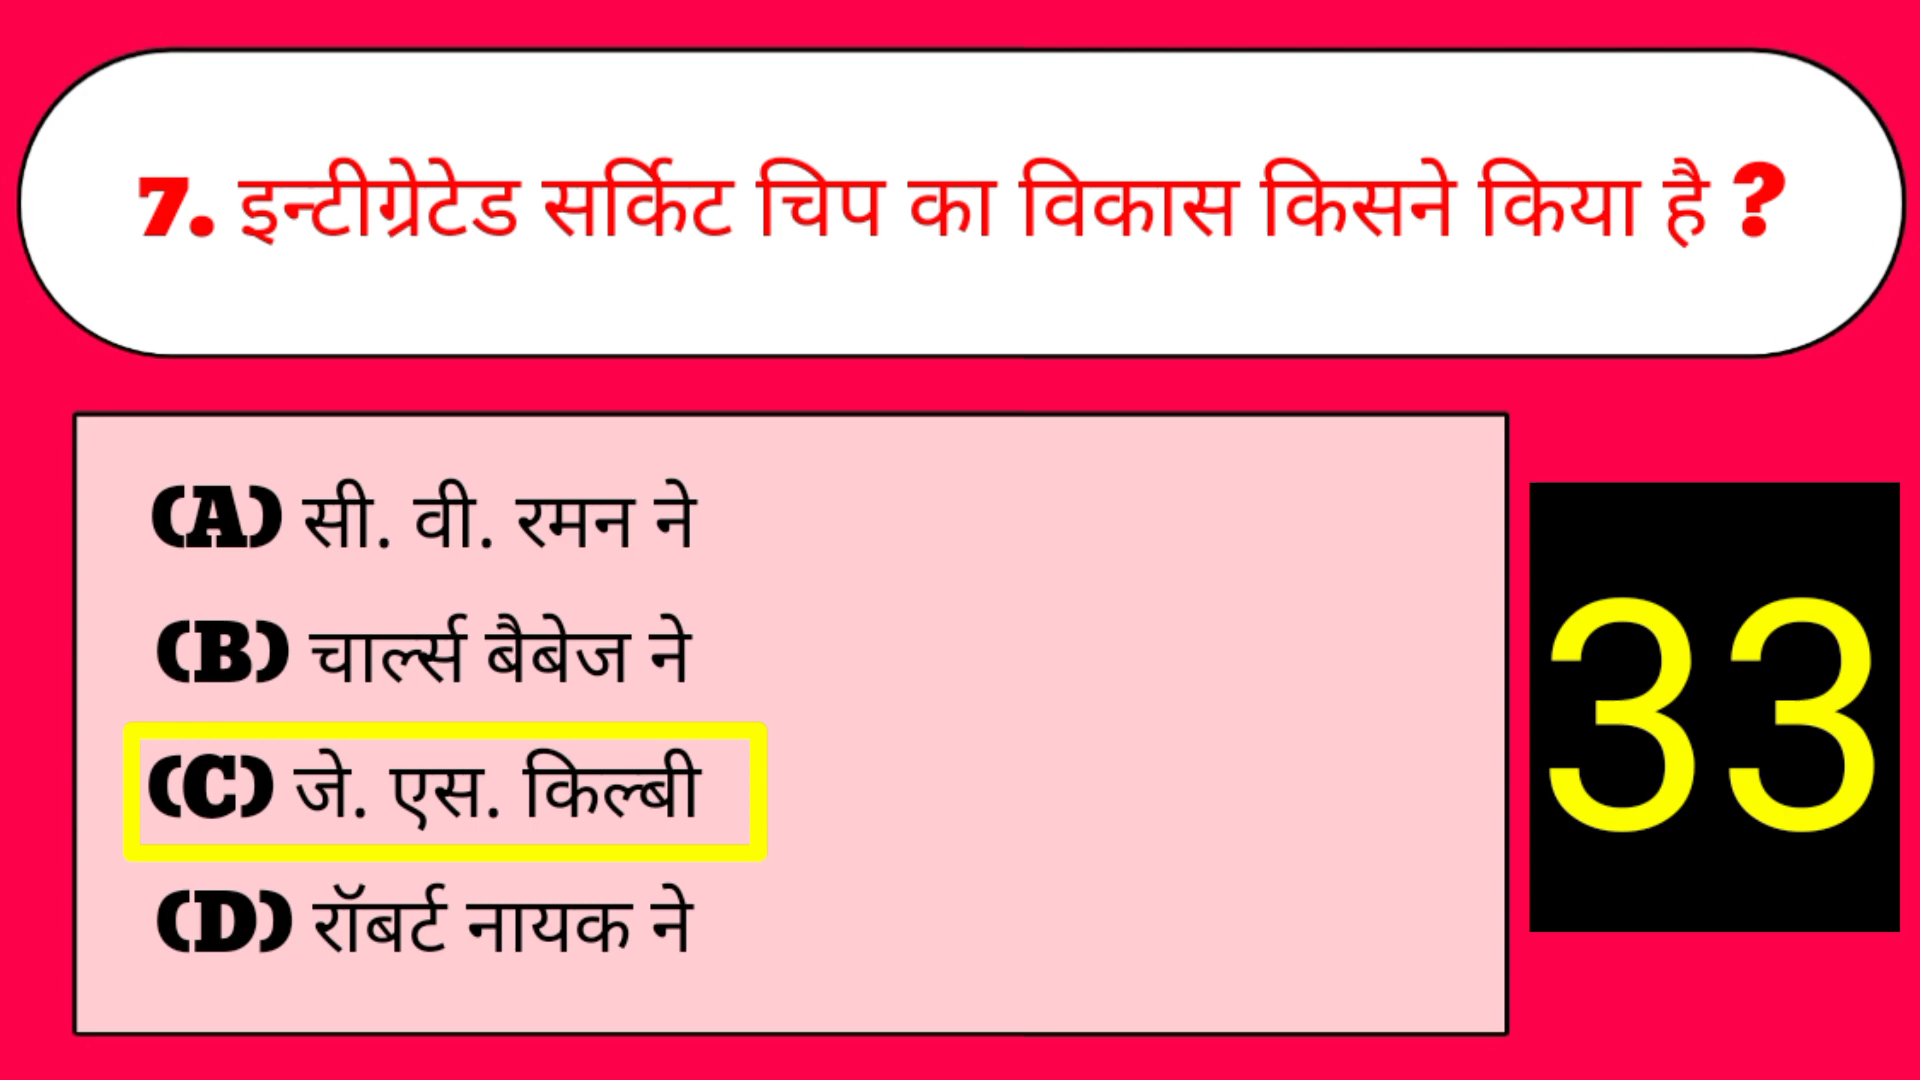 7. इन्टीग्रेटेड सर्किट चिप का विकास किसने किया है ?
(A) सी. वी. रमन ने
(B) चार्ल्स बैबेज ने
(C) जे. एस. किल्बी
(D) रॉबर्ट नायक ने
33